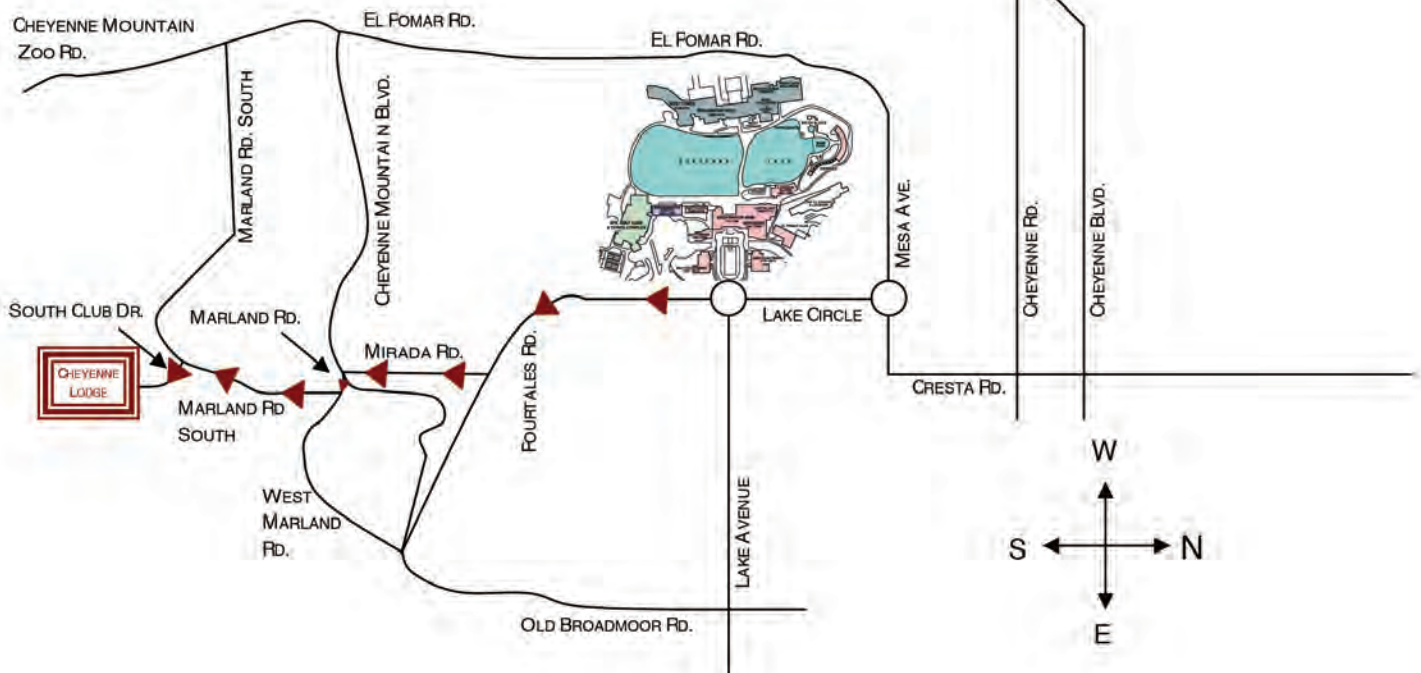 CHEYENNE MOUNTAIN
ZOO RD.
EL POMAR RD.
EL POMAR RD.
MARLAND RD. SOUTH
CHEYENNE MOUNTAIN BLVD.
MESA AVE.
CHEYENNE RD.
CHEYENNE BLVD.
SOUTH CLUB DR.
MARLAND RD.
MIRADA RD.
LAKE CIRCLE
CHEYENNE
LODGE
MARLAND RD
SOUTH
FOURTALES RD.
CRESTA RD.
WEST
MARLAND
RD.
LAKE AVENUE
OLD BROADMOOR RD.
W
S
N
E